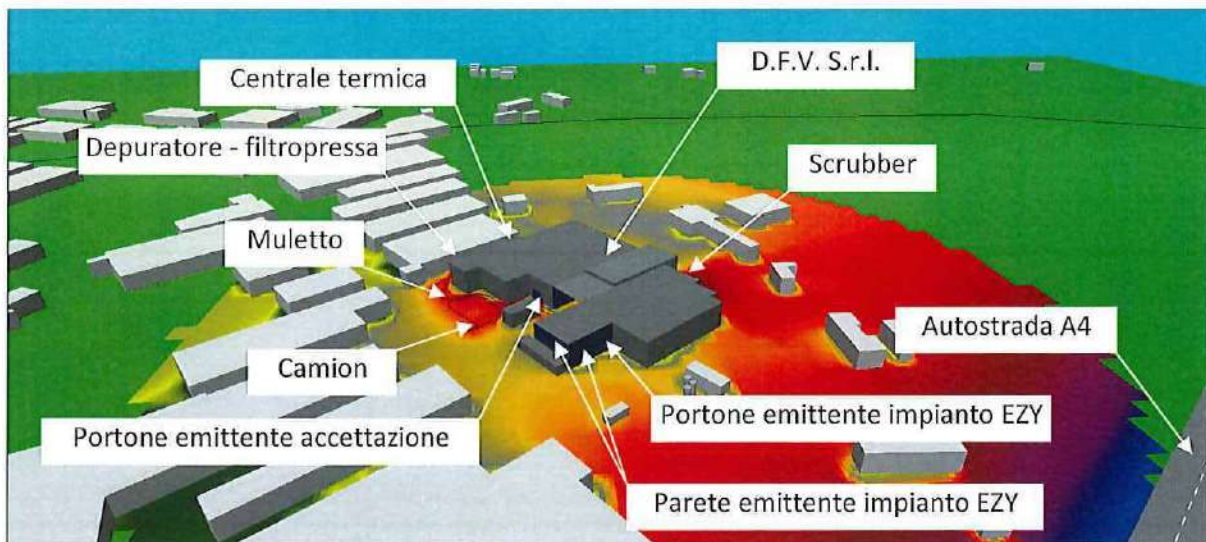 D.F.V. S.r.l.
Centrale termica
Depuratore - filtropressa
Scrubber
Muletto
Autostrada A4
Camion
Portone emittente impianto EZY
Portone emittente accettazione
Parete emittente impianto EZY